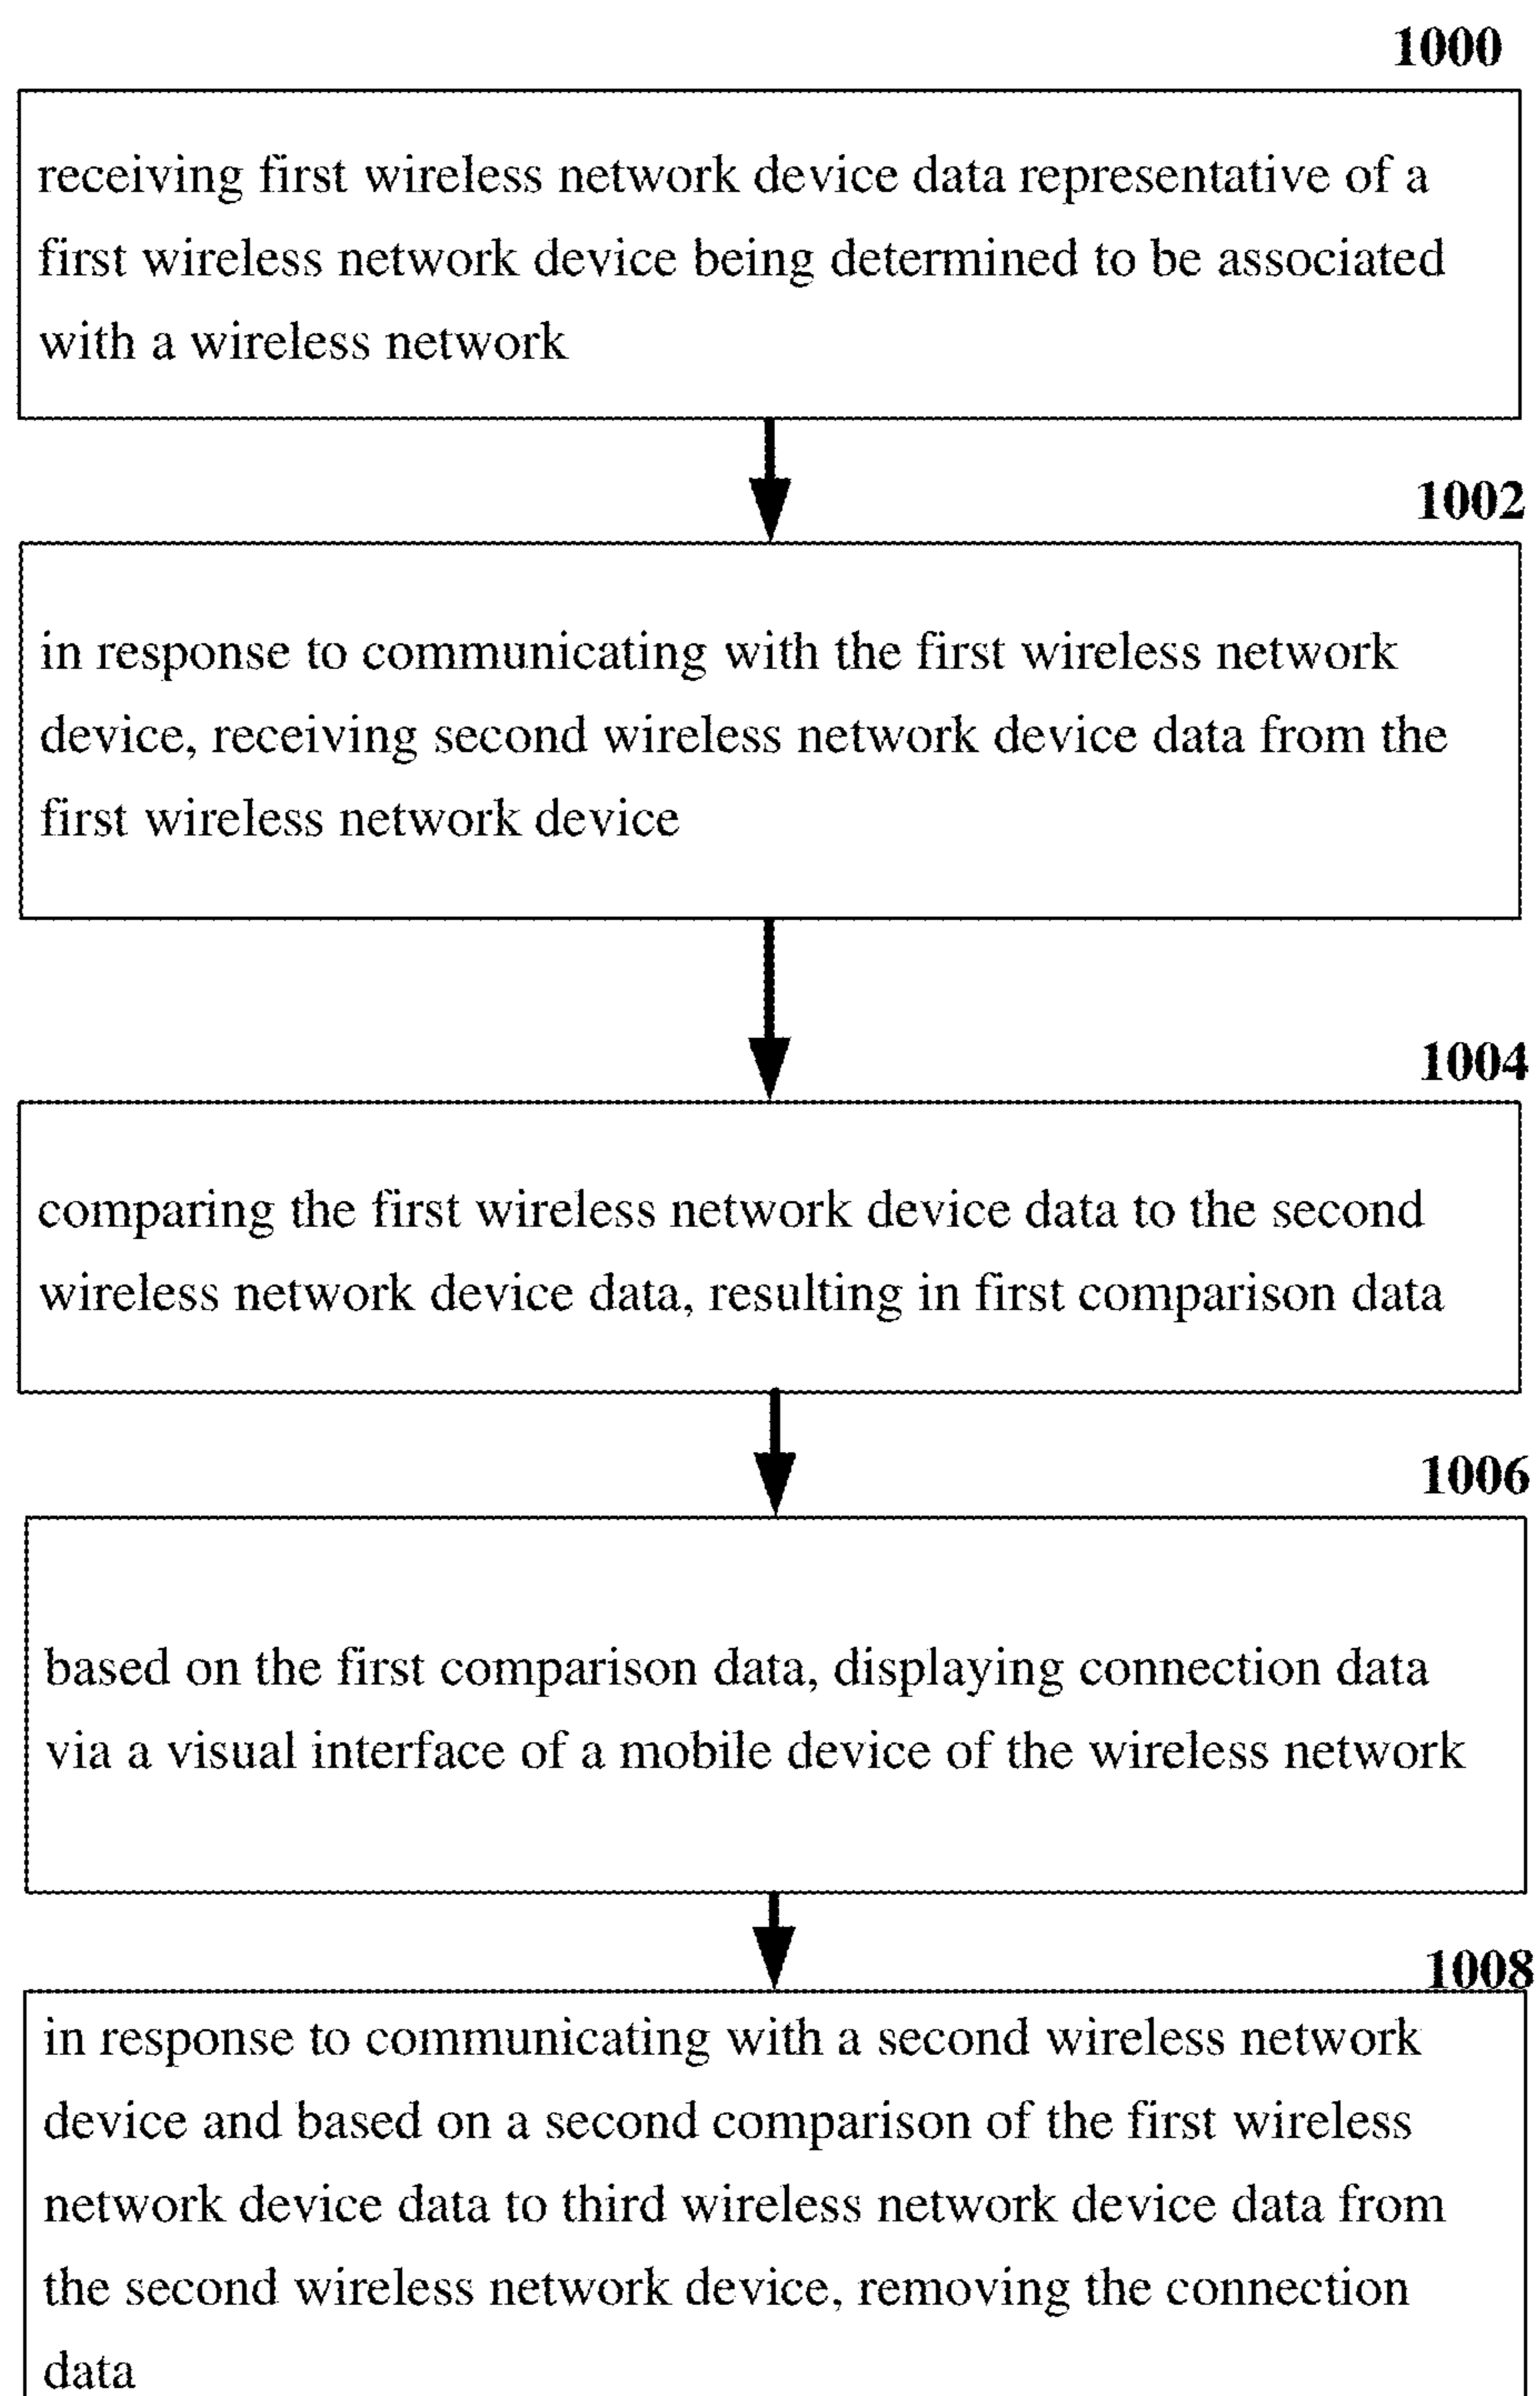 1000
receiving first wireless network device data representative of a
first wireless network device being determined to be associated
with a wireless network
1002
in response to communicating with the first wireless network
device, receiving second wireless network device data from the
first wireless network device
1004
comparing the first wireless network device data to the second
wireless network device data, resulting in first comparison data
1006
based on the first comparison data, displaying connection data
via a visual interface of a mobile device of the wireless network
1008
in response to communicating with a second wireless network
device and based on a second comparison of the first wireless
network device data to third wireless network device data from
the second wireless network device, removing the connection
data